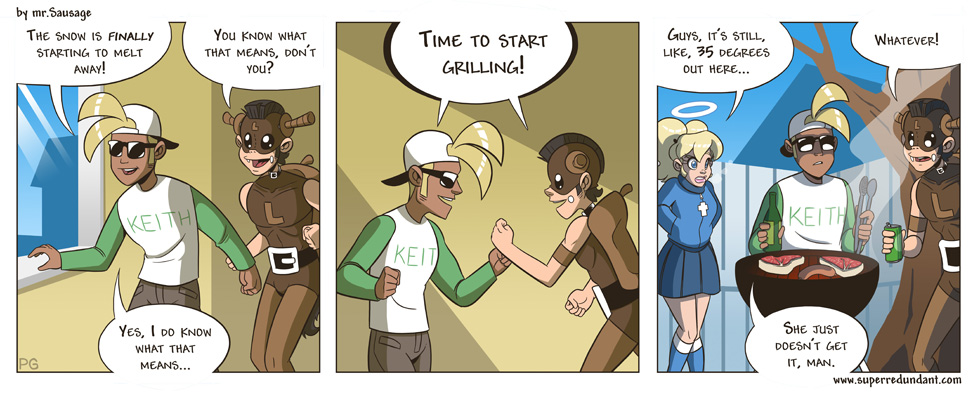 by mr.Sausage
The snow is finally
starting to melt
away!
You know what
that means, don't
you?
L
L
KEITH
Yes, I do know
what that
means...
PG
Time to start
grilling!
KEIT
Guys, it's still,
like, 35 degrees
out here...
Whatever!
L
L
KEITH
She just
doesn't get
it, man.
www.superredundant.com